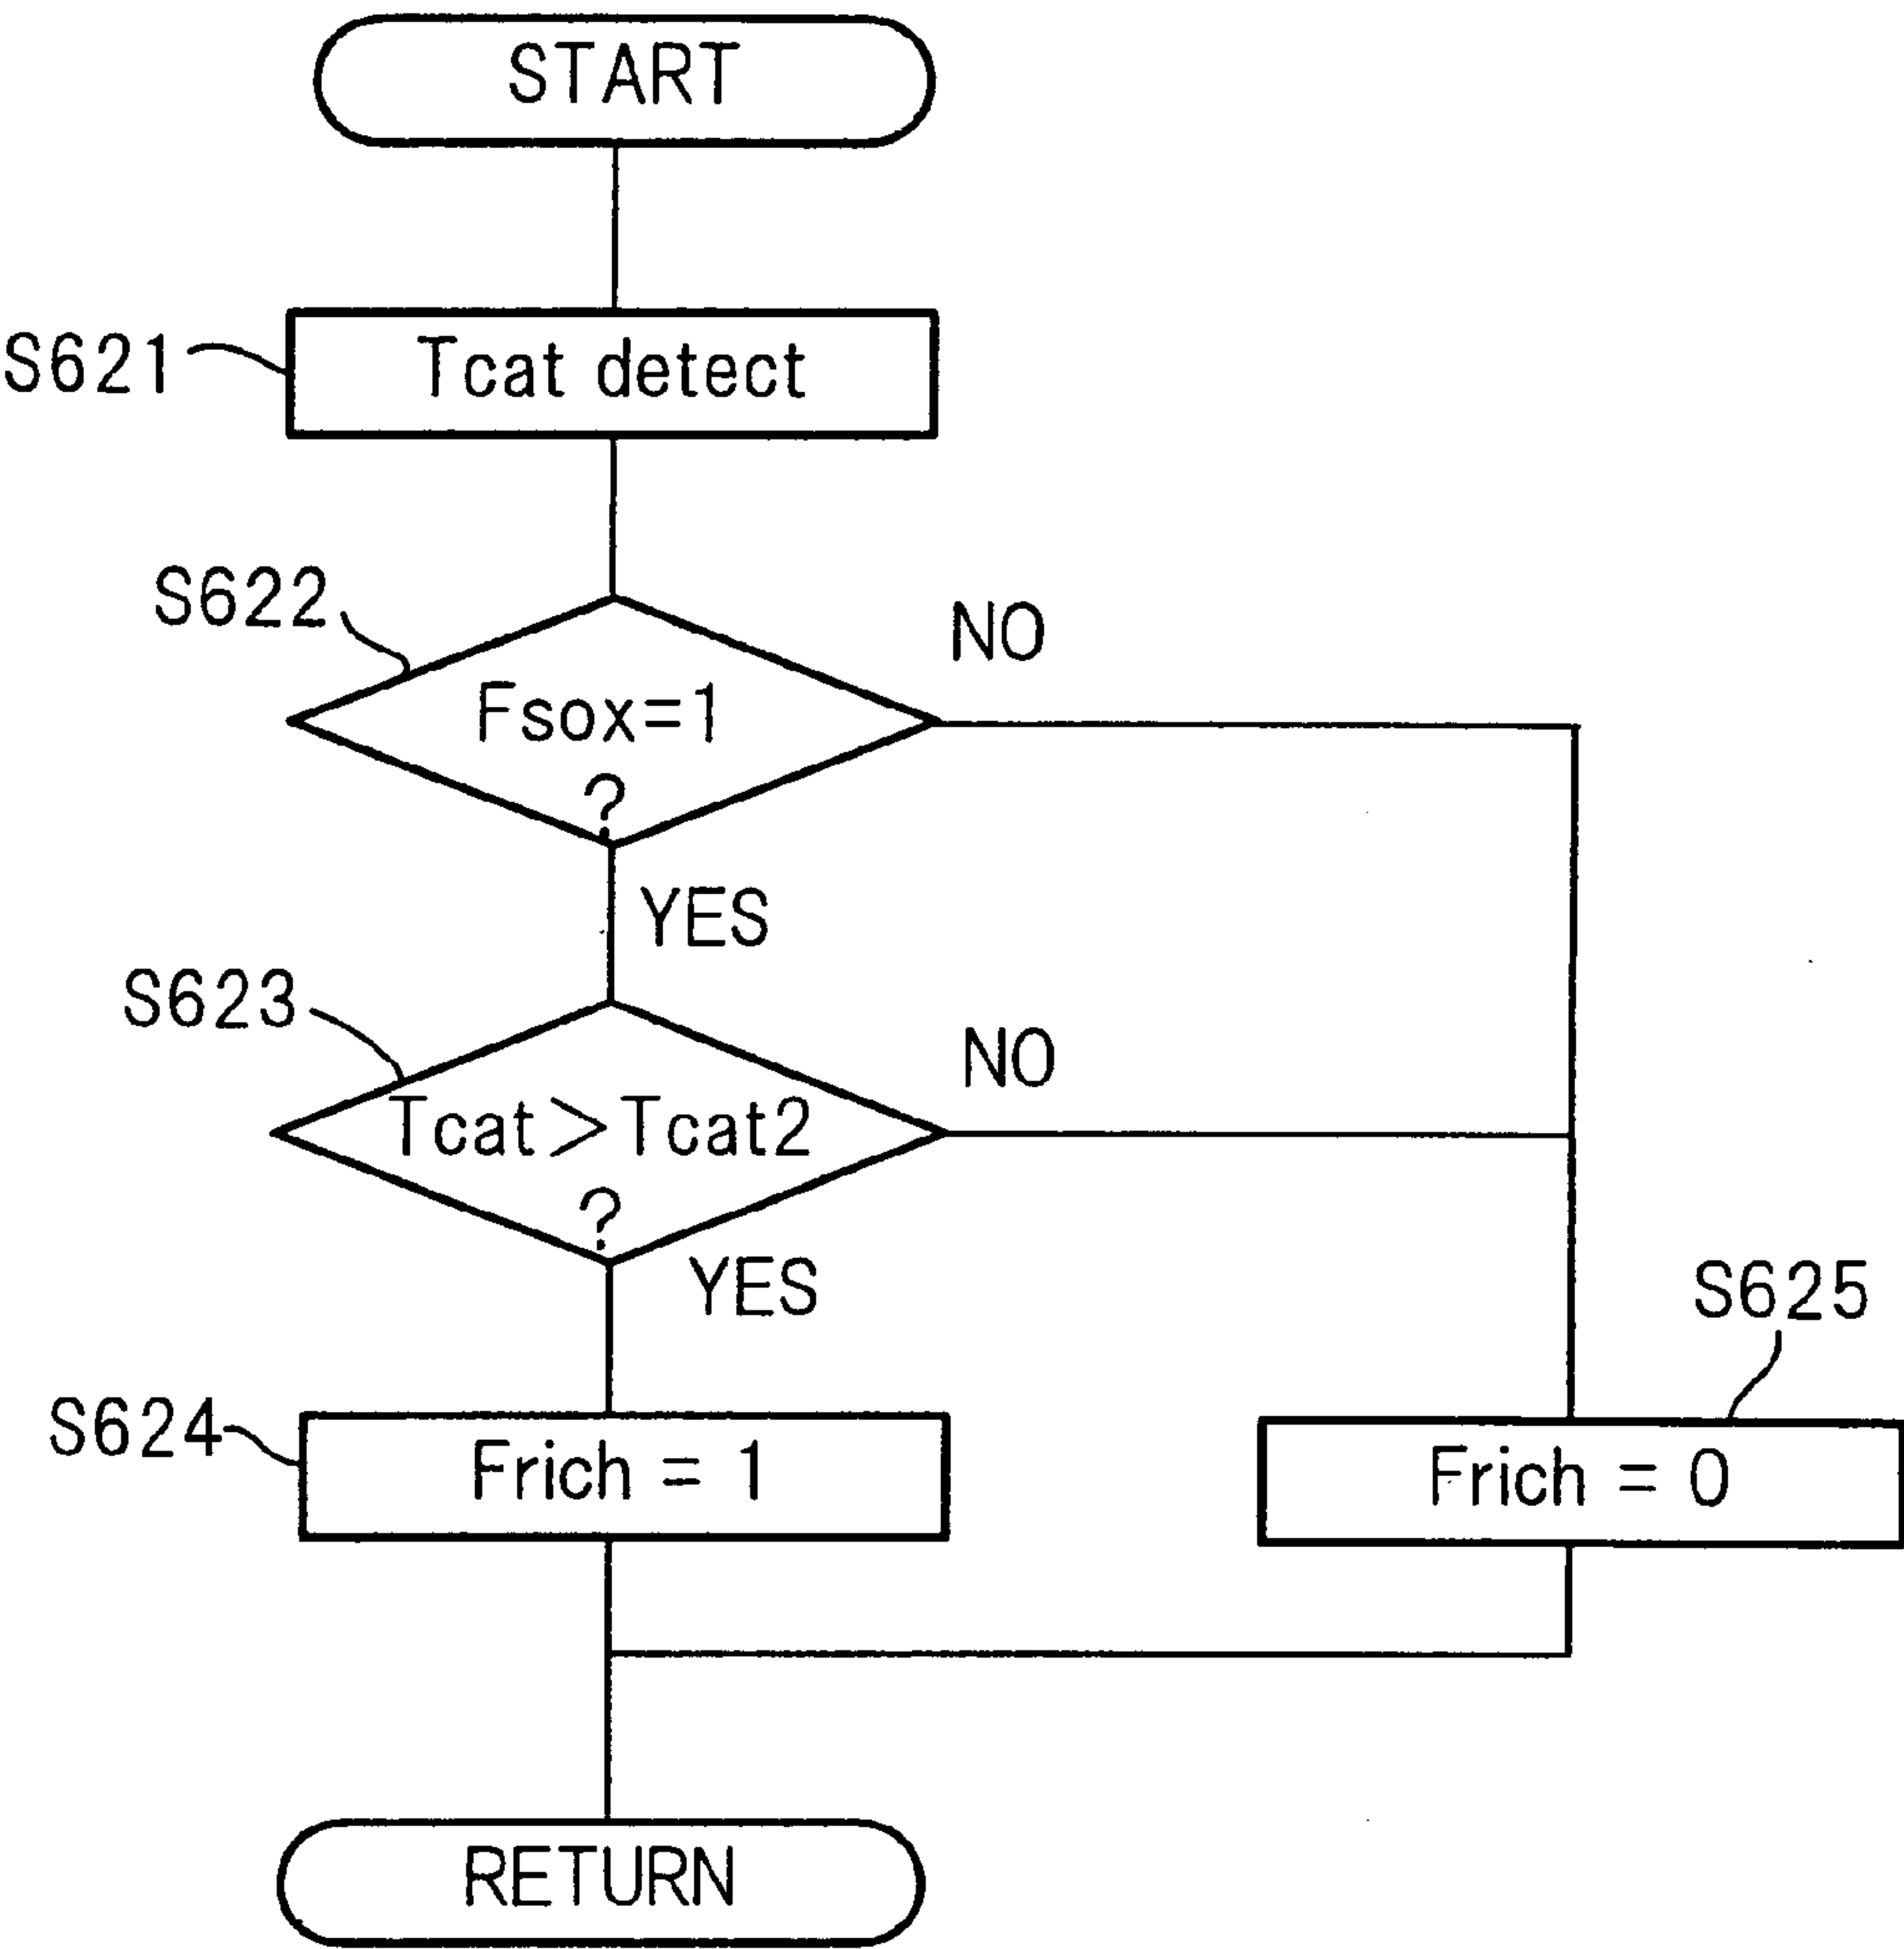 START
S621
Tcat detect
S622
NO
Fsox=1
?
YES
S623
NO
Tcat>Tcat2
?
YES
S625
S624
Frich = 1
Frich = 0
RETURN